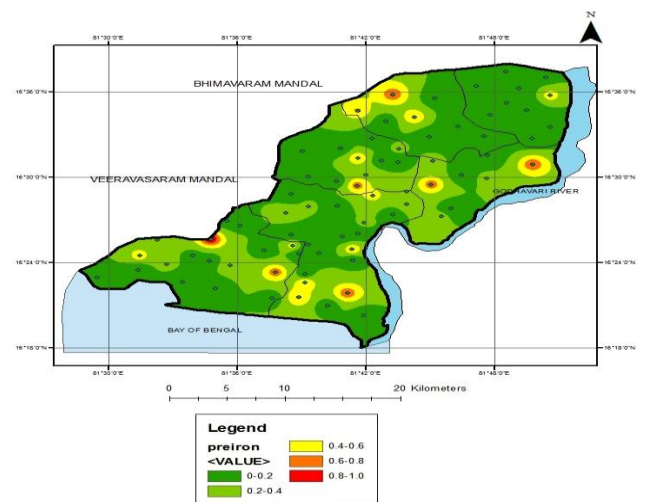 N
81°30'0"E 81°36'0"E 81°42'0"E 81°48'0"E
BHIMAVARAM MANDAL
16°36'0"N 16°36'0"N
VEERAVASARAM MANDAL
16°30'0"N 16°30'0"N
GODHAVARI RIVER
16°24'0"N 16°24'0"N
BAY OF BENGAL
16°18'0"N 16°18'0"N
81°30'0"E 81°36'0"E 81°42'0"E 81°48'0"E
0 5 10 20 Kilometers
Legend
preiron 0.4-0.6
<VALUE> 0.6-0.8
0-0.2 0.8-1.0
0.2-0.4